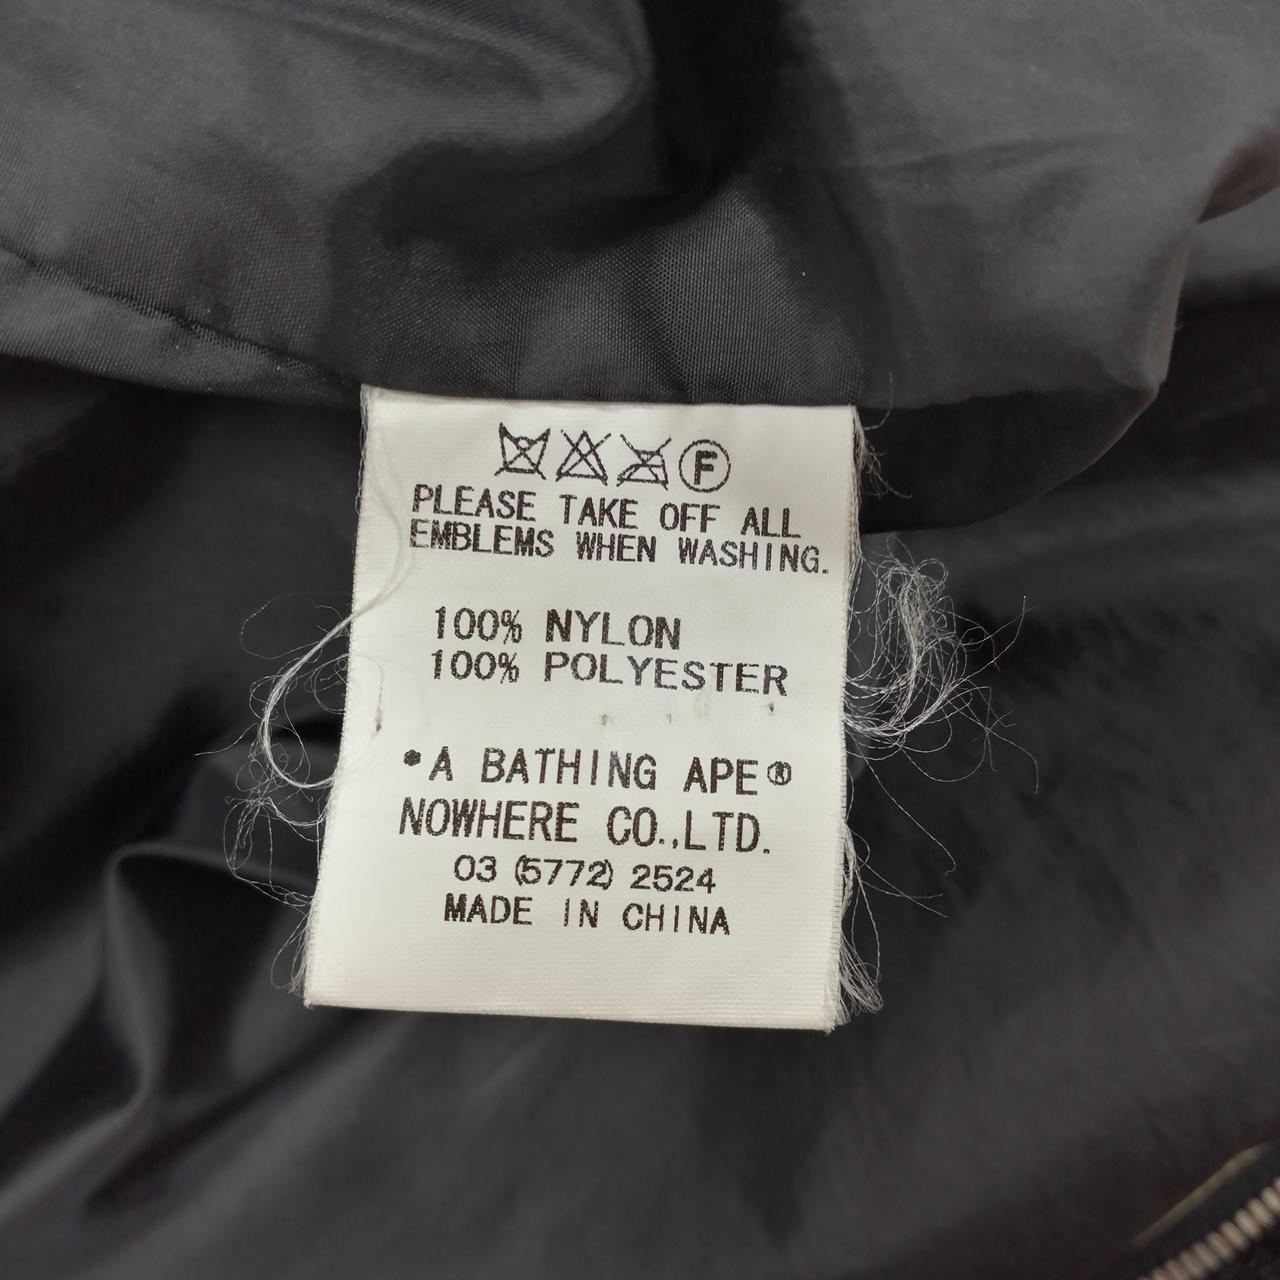 F
PLEASE TAKE OFF ALL
EMBLEMS WHEN WASHING.
100% NYLON
100% POLYESTER
*A BATHING APE®
NOWHERE CO.,LTD.
03 (5772) 2524
MADE IN CHINA